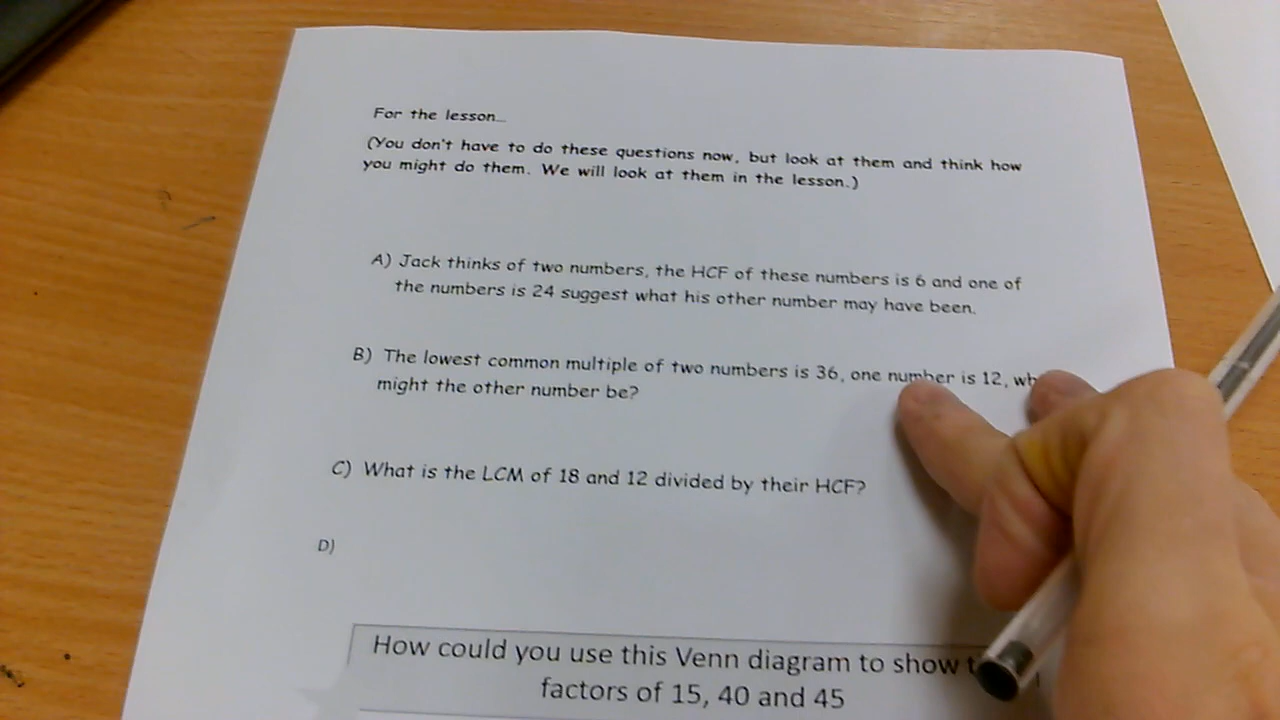 For the lesson…
(You don't have to do these questions now, but look at them and think how
you might do them. We will look at them in the lesson.)
A) Jack thinks of two numbers, the HCF of these numbers is 6 and one of
the numbers is 24 suggest what his other number may have been.
B) The lowest common multiple of two numbers is 36, one number is 12,
might the other number be?
C) What is the LCM of 18 and 12 divided by their HCF?
D)
How could you use this Venn diagram to show
factors of 15, 40 and 45